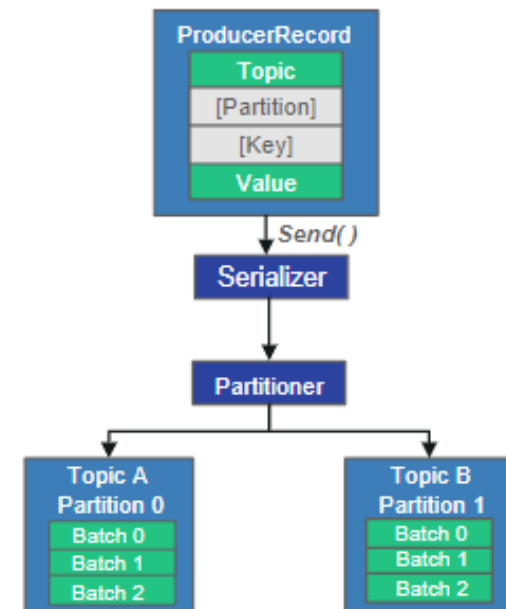 ProducerRecord
Topic
[Partition]
[Key]
Value
Send( )
Serializer
Partitioner
Topic A
Partition 0
Batch 0
Batch 1
Batch 2
Topic B
Partition 1
Batch 0
Batch 1
Batch 2